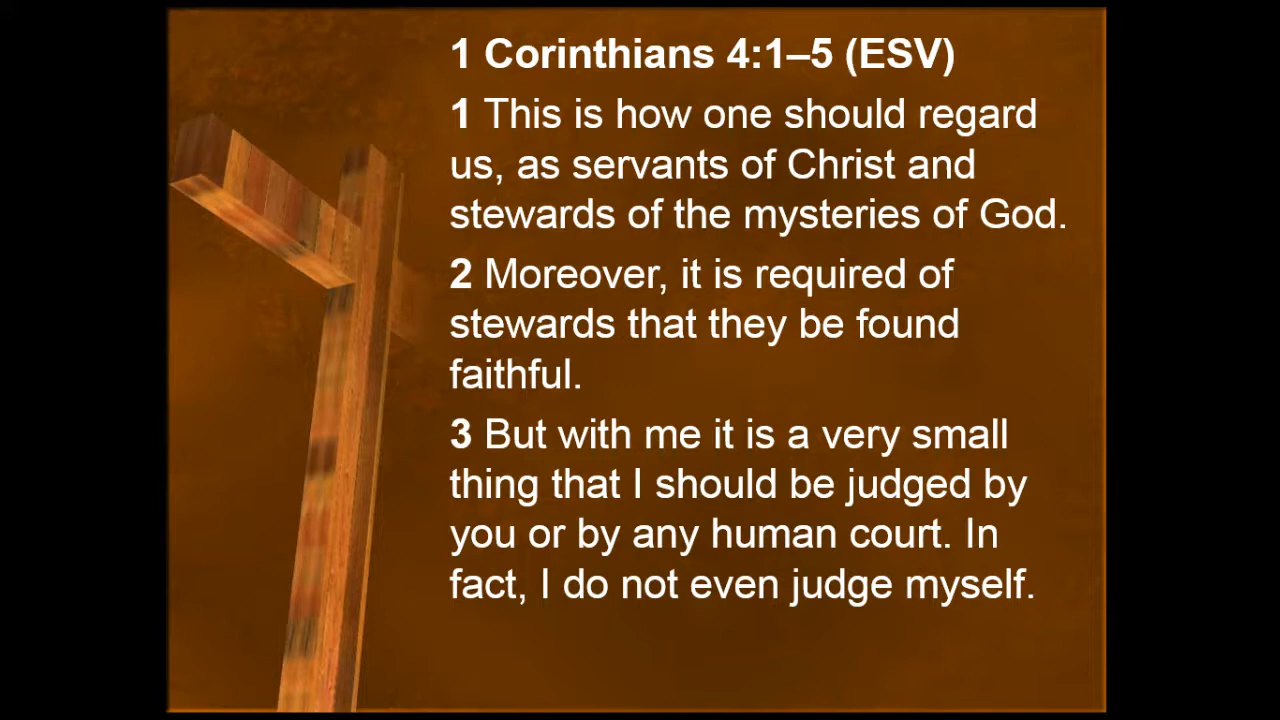 1 Corinthians 4:1–5 (ESV)
1 This is how one should regard
us, as servants of Christ and
stewards of the mysteries of God.
2 Moreover, it is required of
stewards that they be found
faithful.
3 But with me it is a very small
thing that I should be judged by
you or by any human court. In
fact, I do not even judge myself.